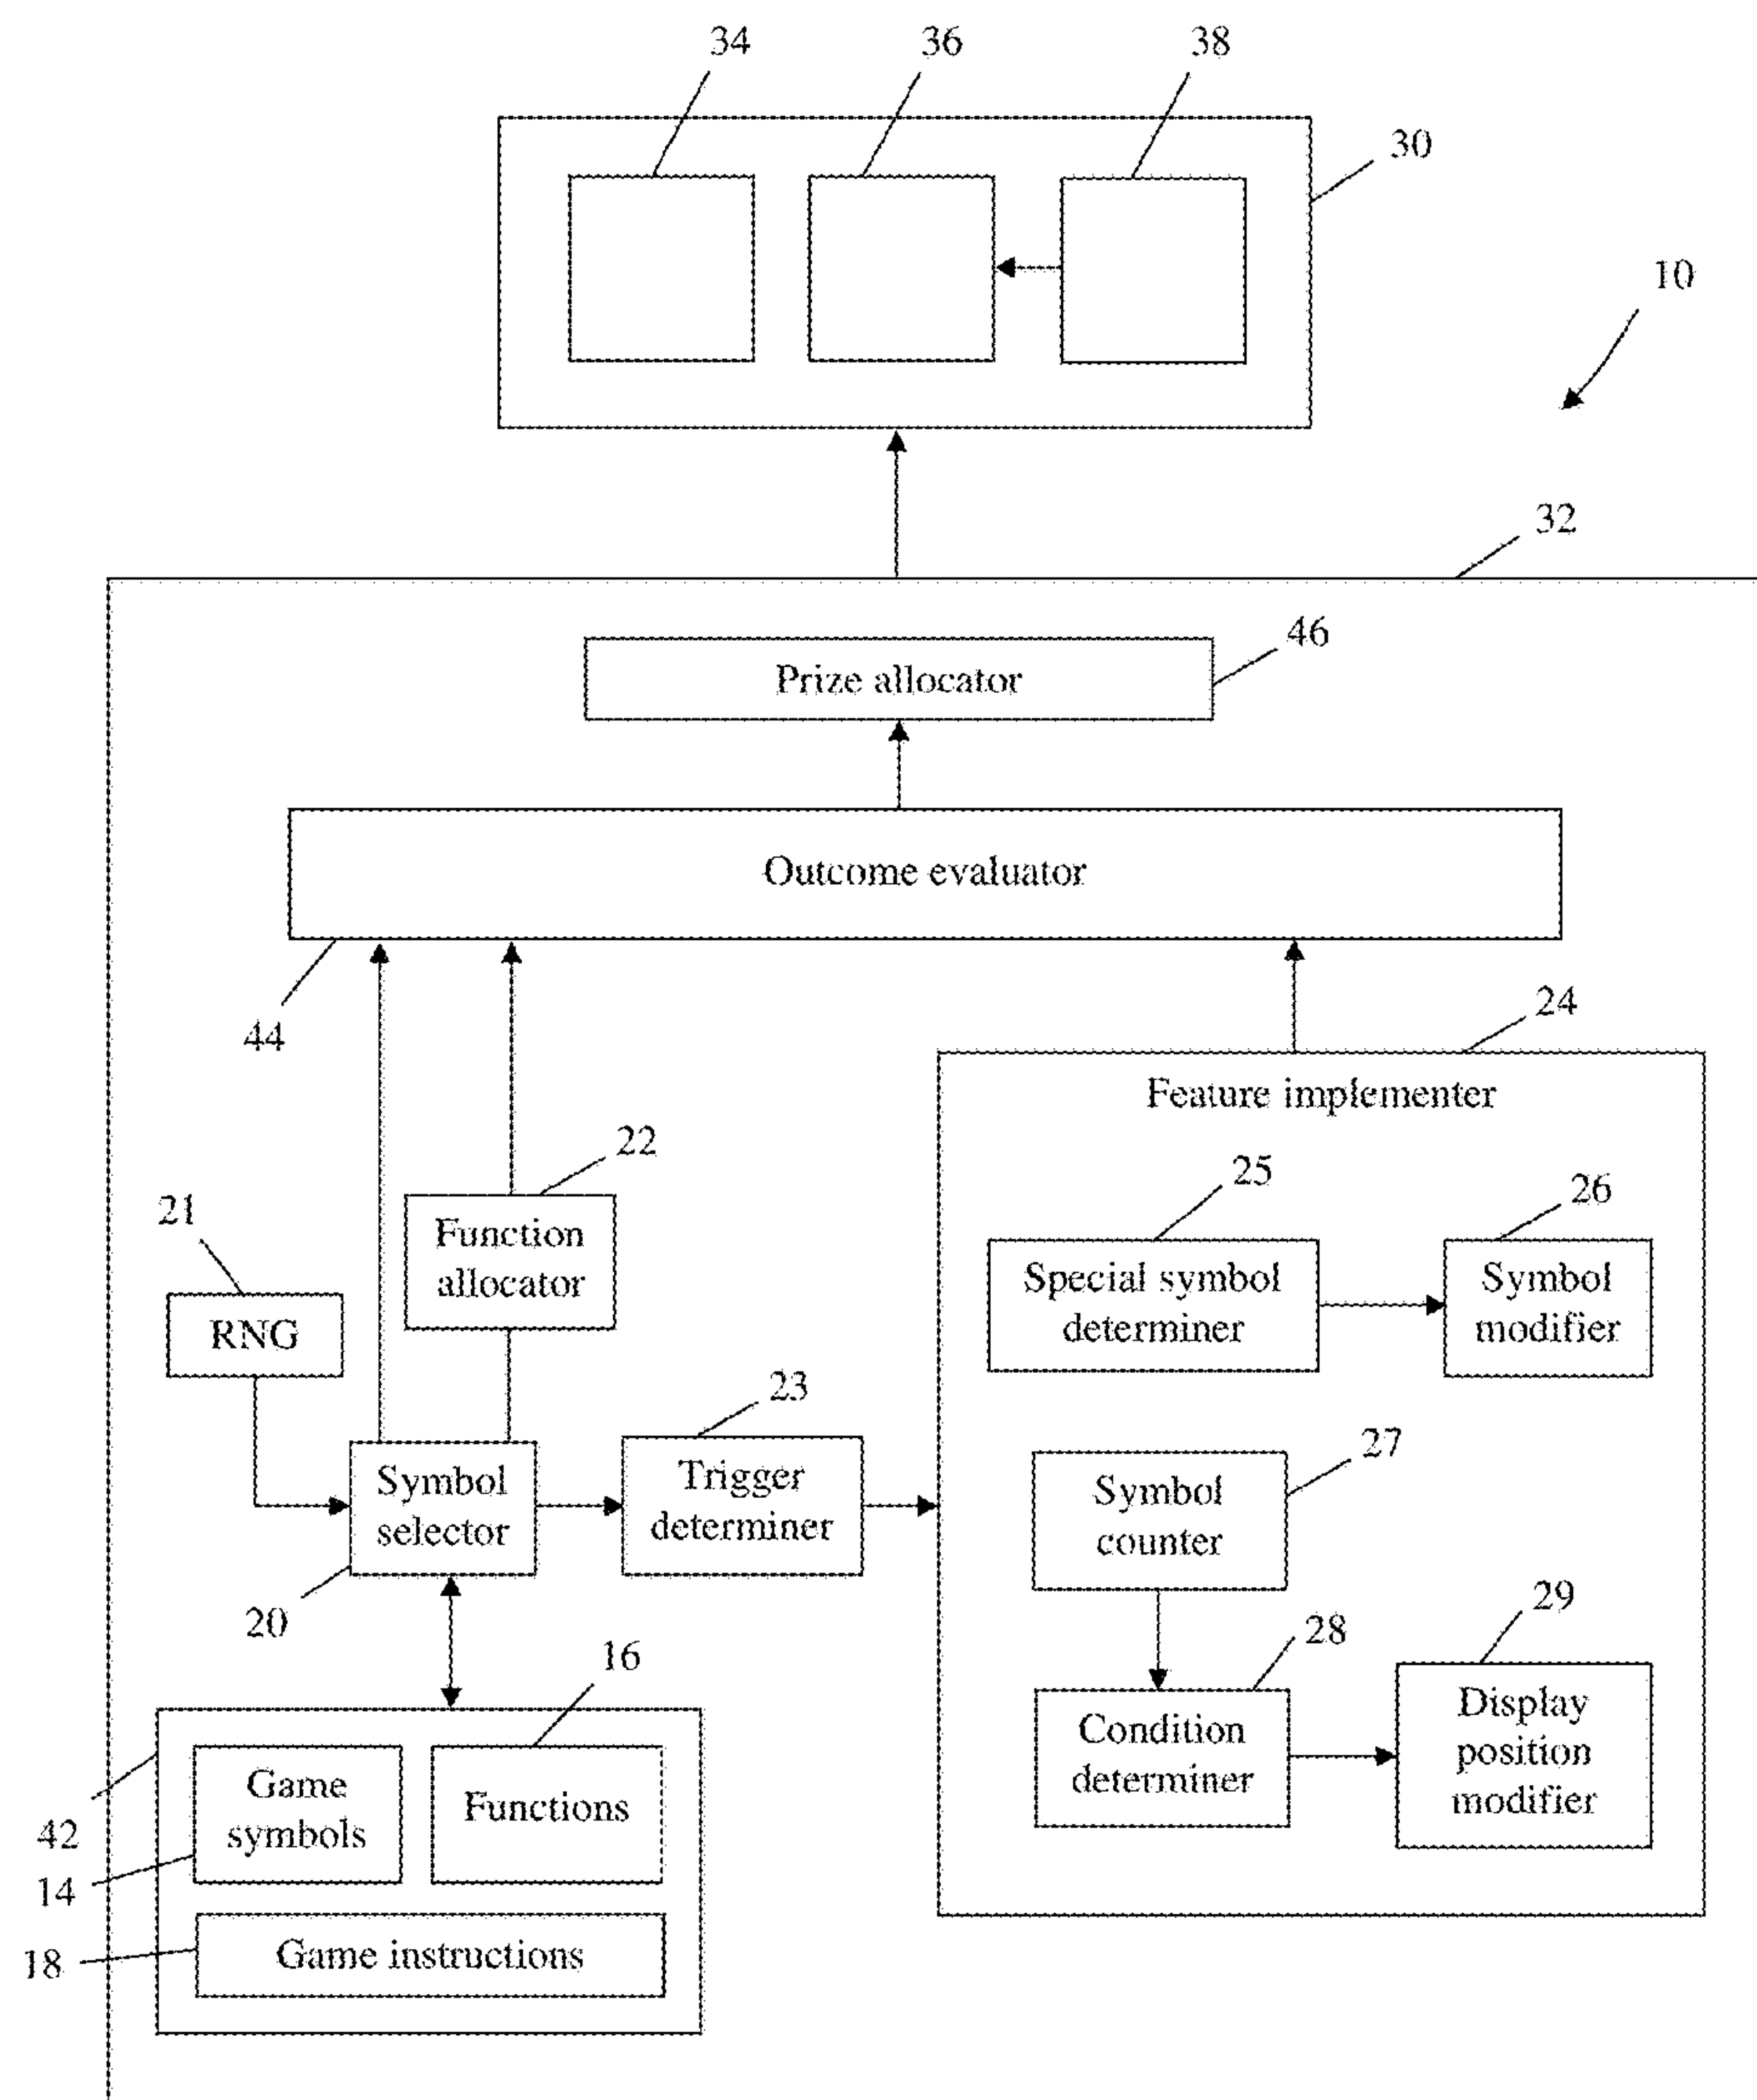 34
36
38
30
10
32
46
Prize allocator
Outcome evaluator
44
24
Feature implementer
22
21
Function
allocator
25
26
Special symbol
determiner
Symbol
modifier
RNG
23
Symbol
selector
Trigger
determiner
27
Symbol
counter
20
16
28
29
Condition
determiner
Display
position
modifier
Game
symbols
Functions
42
14
18
Game instructions